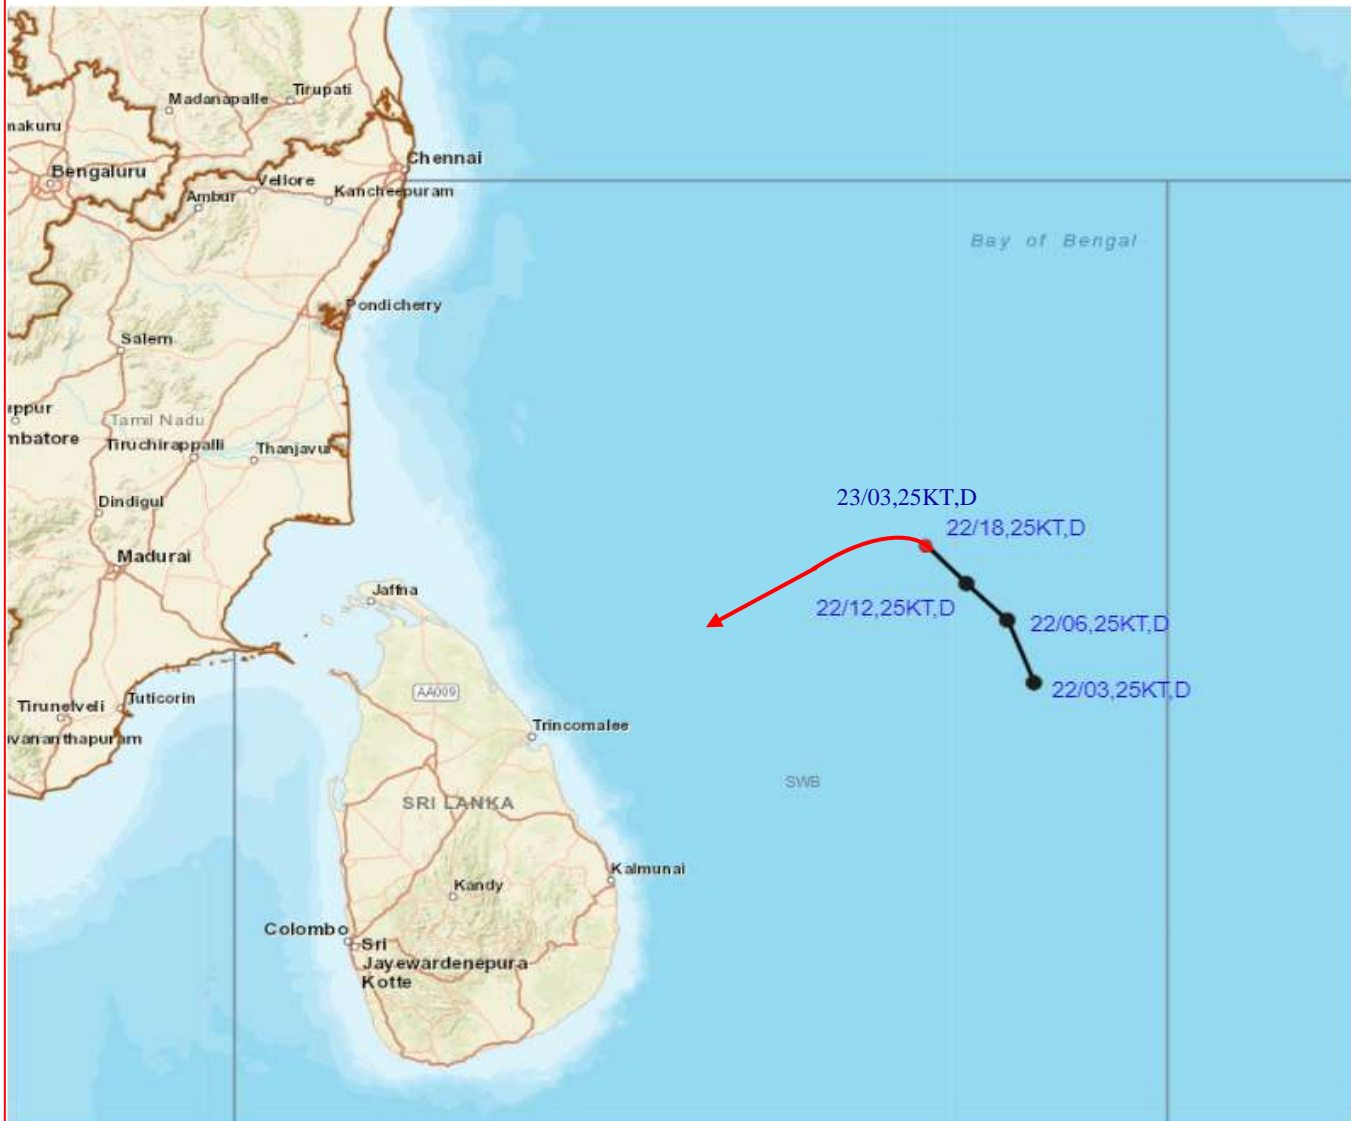 Tirupati
Madanapalle
makuru
Chennai
Bengaluru
Vellore
Kancheepuram
Ambur
Bay of Bengal
Pondicherry
Salem
uppur
Tamil Nadu
mbatore
Tiruchirappalli
Thanjavur
Dindigul
23/03,25KT,D
22/18,25KT,D
Madurai
Jaffna
22/12,25KT,D
22/06,25KT,D
AA009
22/03,25KT,D
Tirunelveli
Tuticorin
Trincomalee
vananthapuram
SWB
SRI LANKA
Kalmunai
Kandy
Colombo
Sri
Jayewardenepura
Kotte